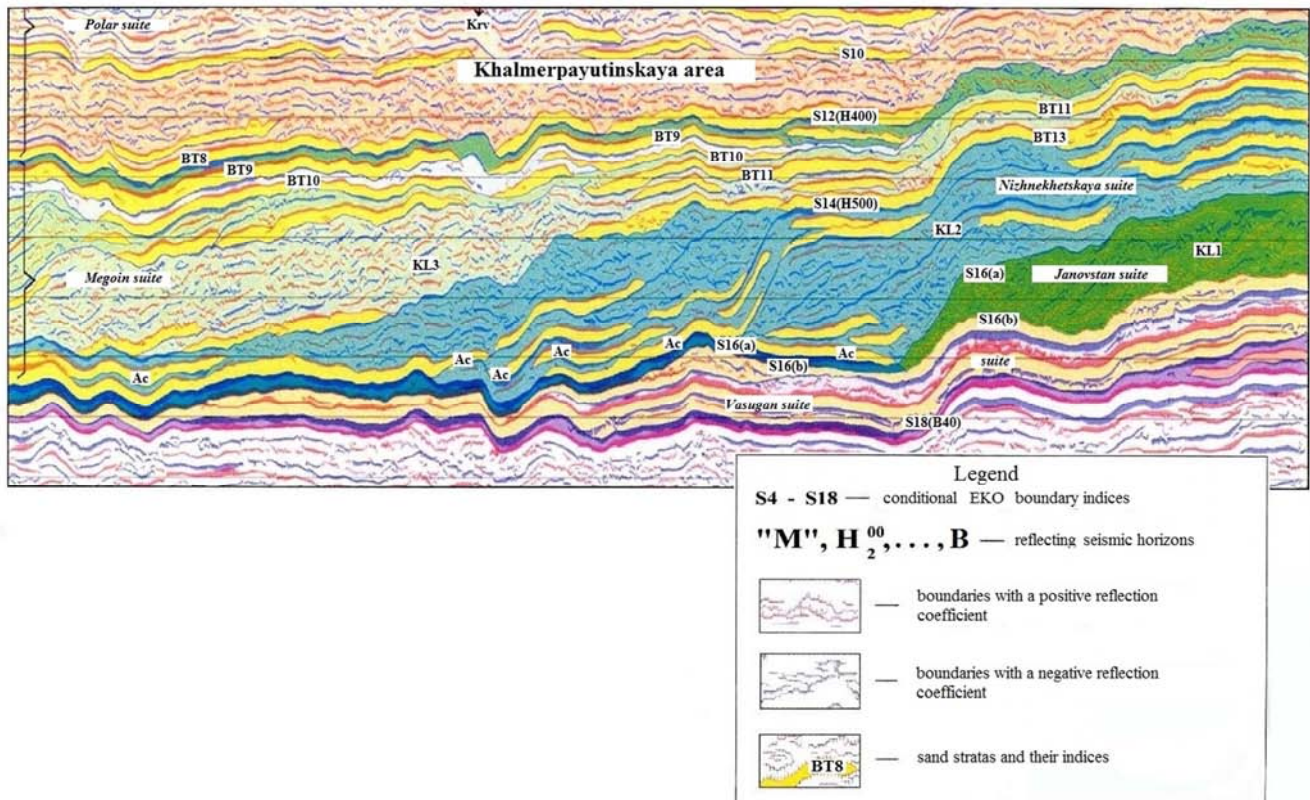 Polar suite
Krv
S10
Khalmerpayutinskaya area
S12(H400)
BT11
BT13
BT8
BT9
BT10
BT9
BT10
BT11
Nizhnekhetskaya suite
S14(H500)
KL2
KL1
KL3
Megoin suite
S16(a)
Janovstan suite
S16(b)
S16(a)
Ac
Ac
Ac
Ac
Ac
Ac
S16(b)
suite
Vasugan suite
S18(B40)
Legend
S4 - S18 — conditional EKO boundary indices
"M", H 00 2 ,..., B — reflecting seismic horizons
— boundaries with a positive reflection
coefficient
— boundaries with a negative reflection
coefficient
BT8 — sand stratas and their indices